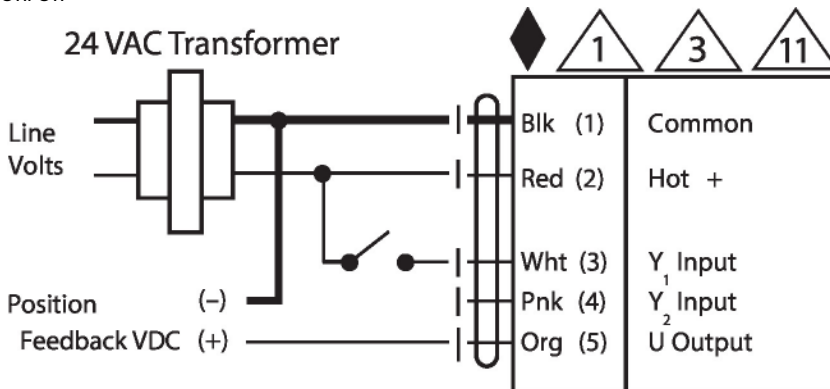 24 VAC Transformer
1
3
11
Line
Volts
Blk (1) Common
Red (2) Hot +
Wht (3) Y1 Input
Pnk (4) Y2 Input
Org (5) U Output
Position (–)
Feedback VDC (+)